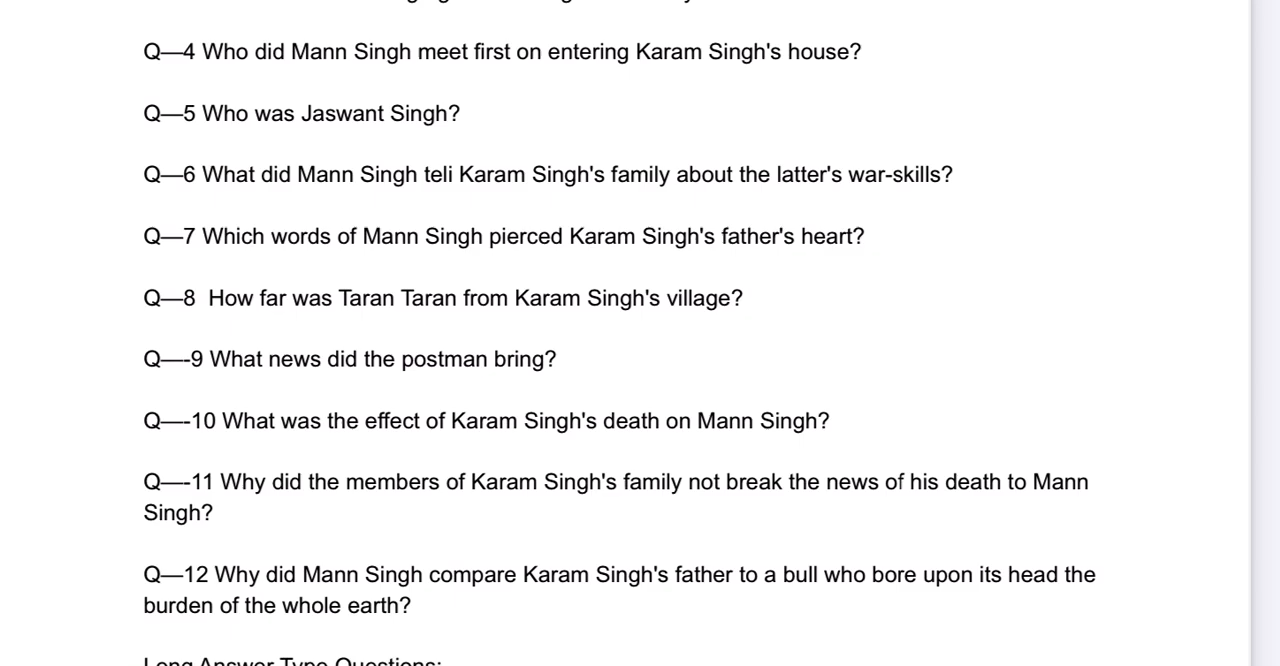 Q—4 Who did Mann Singh meet first on entering Karam Singh's house?
Q—5 Who was Jaswant Singh?
Q—6 What did Mann Singh teli Karam Singh's family about the latter's war-skills?
Q—7 Which words of Mann Singh pierced Karam Singh's father's heart?
Q—8  How far was Taran Taran from Karam Singh's village?
Q—-9 What news did the postman bring?
Q—-10 What was the effect of Karam Singh's death on Mann Singh?
Q—-11 Why did the members of Karam Singh's family not break the news of his death to Mann
Singh?
Q—12 Why did Mann Singh compare Karam Singh's father to a bull who bore upon its head the
burden of the whole earth?
Long Answer Type Questions: